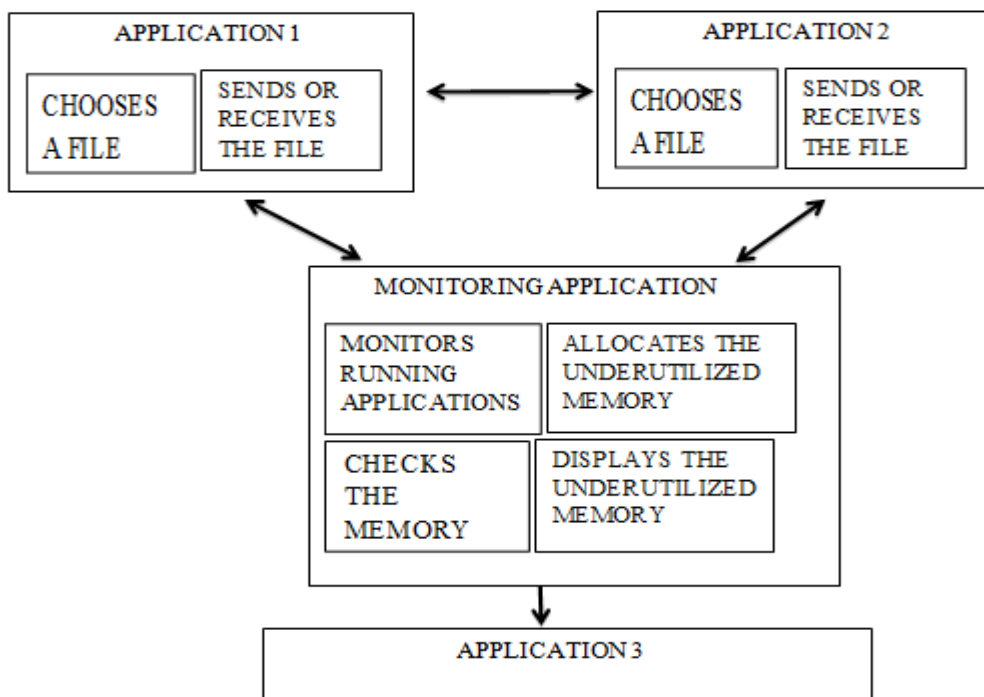 APPLICATION 1
CHOOSES
A FILE
SENDS OR
RECEIVES
THE FILE
APPLICATION 2
CHOOSES
A FILE
SENDS OR
RECEIVES
THE FILE
MONITORING APPLICATION
MONITORS
RUNNING
APPLICATIONS
ALLOCATES THE
UNDERUTILIZED
MEMORY
CHECKS
THE
MEMORY
DISPLAYS THE
UNDERUTILIZED
MEMORY
APPLICATION 3